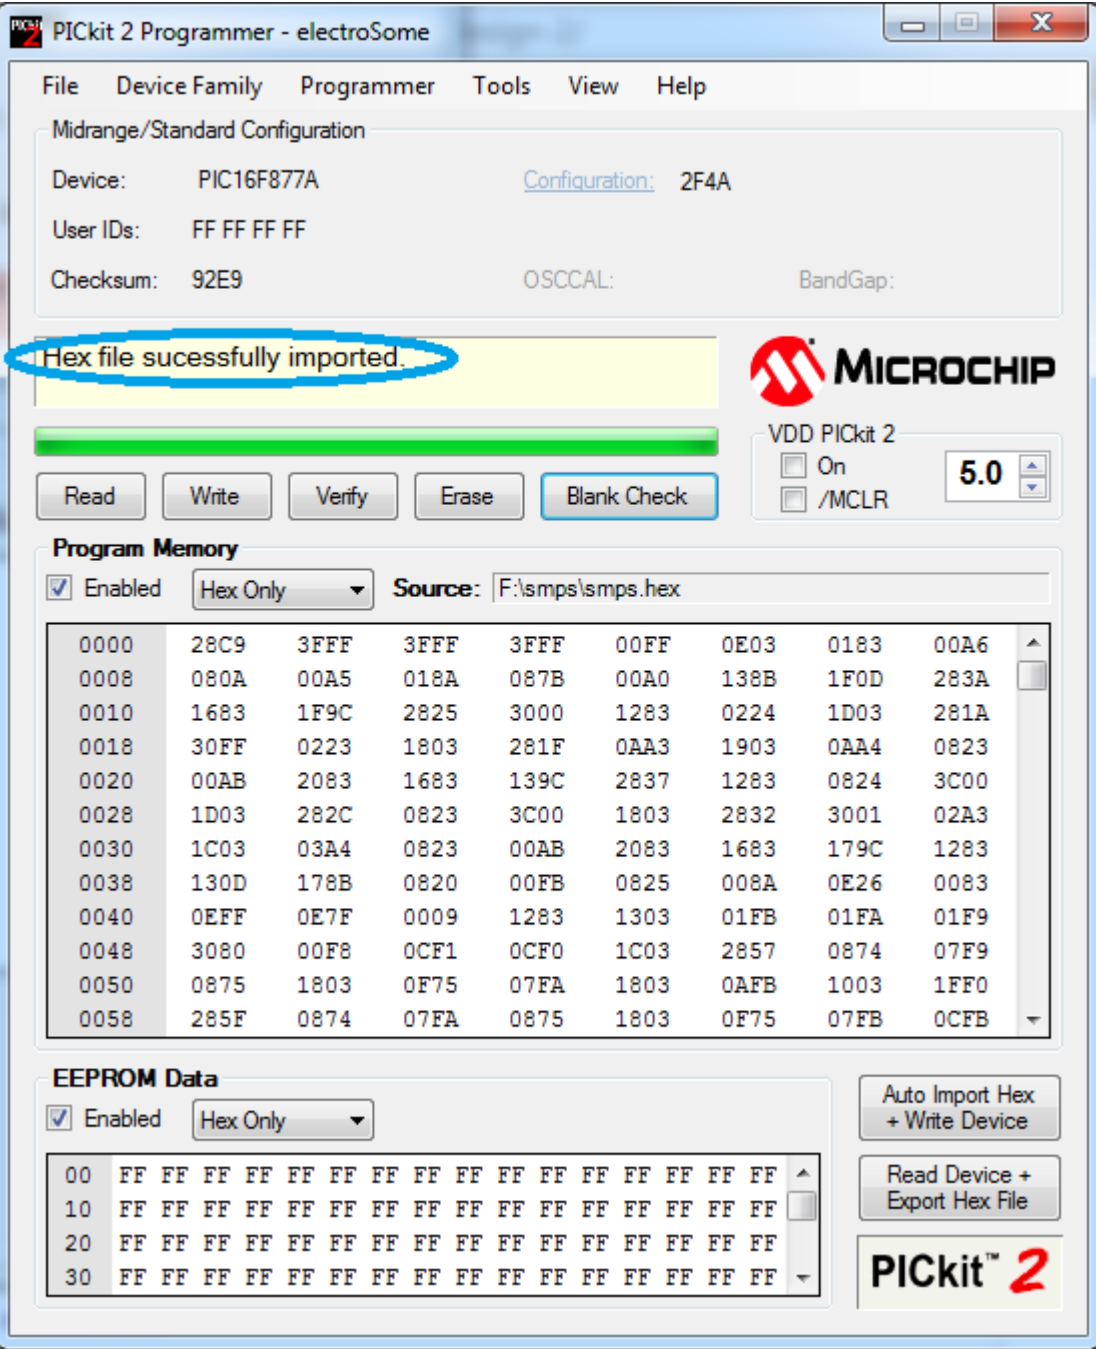 PICkit 2 Programmer - electroSome
File Device Family Programmer Tools View Help
Midrange/Standard Configuration
Device: PIC16F877A Configuration: 2F4A
User IDs: FF FF FF FF
Checksum: 92E9 OSCCAL: BandGap:
Hex file sucessfully imported.
MICROCHIP
VDD PICkit 2
On
/MCLR
5.0
Read Write Verify Erase Blank Check
Program Memory
Enabled Hex Only Source: F:\smps\smps.hex
0000 28C9 3FFF 3FFF 3FFF 00FF 0E03 0183 00A6
0008 080A 00A5 018A 087B 00A0 138B 1F0D 283A
0010 1683 1F9C 2825 3000 1283 0224 1D03 281A
0018 30FF 0223 1803 281F 0AA3 1903 0AA4 0823
0020 00AB 2083 1683 139C 2837 1283 0824 3C00
0028 1D03 282C 0823 3C00 1803 2832 3001 02A3
0030 1C03 03A4 0823 00AB 2083 1683 179C 1283
0038 130D 178B 0820 00FB 0825 008A 0E26 0083
0040 0EFF 0E7F 0009 1283 1303 01FB 01FA 01F9
0048 3080 00F8 0CF1 0CF0 1C03 2857 0874 07F9
0050 0875 1803 0F75 07FA 1803 0AFB 1003 1FF0
0058 285F 0874 07FA 0875 1803 0F75 07FB 0CFB
EEPROM Data
Enabled Hex Only
00 FF FF FF FF FF FF FF FF FF FF FF FF FF FF FF FF
10 FF FF FF FF FF FF FF FF FF FF FF FF FF FF FF FF
20 FF FF FF FF FF FF FF FF FF FF FF FF FF FF FF FF
30 FF FF FF FF FF FF FF FF FF FF FF FF FF FF FF FF
Auto Import Hex
+ Write Device
Read Device +
Export Hex File
PICkit™ 2